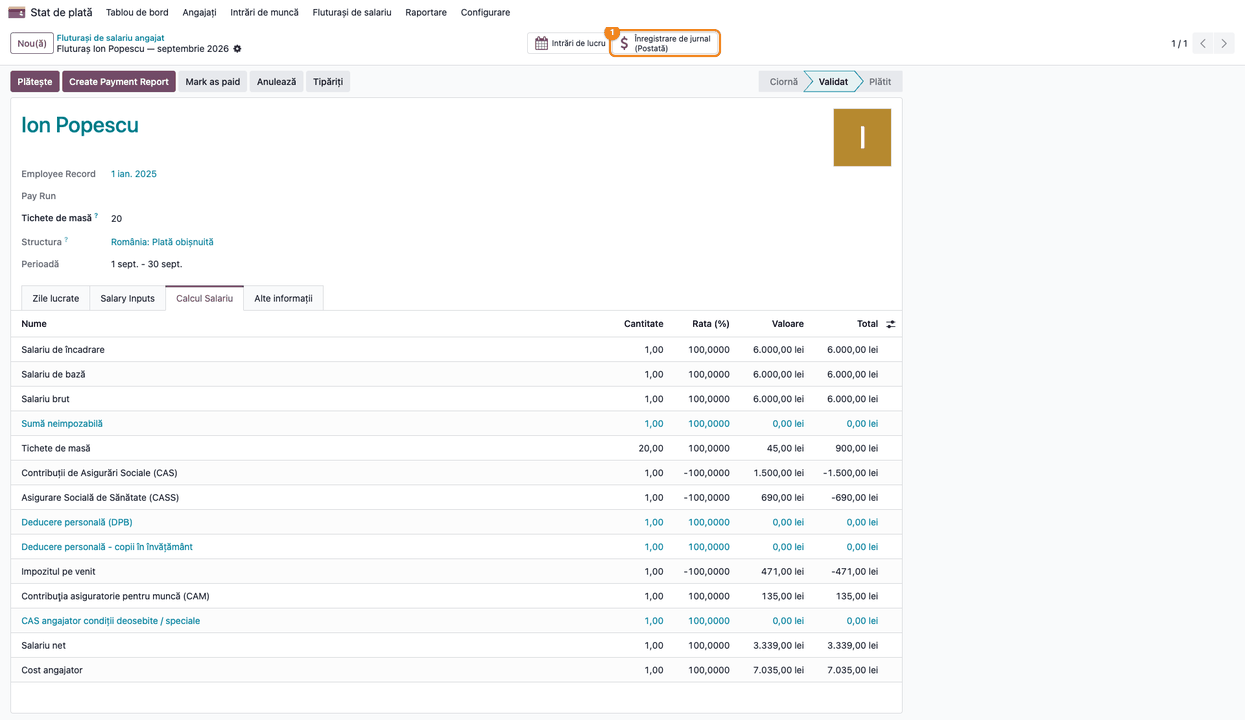 Stat de plată Tablou de bord Angajați Intrări de muncă Fluturași de salariu Raportare Configurare
Nou(ă) Fluturași de salariu angajat
Fluturaș Ion Popescu — septembrie 2026
Intrări de lucru
1
Înregistrare de jurnal
(Postată)
1 / 1
Plătește Create Payment Report Mark as paid Anulează Tipăriți Ciornă Validat Plătit
Ion Popescu
I
Employee Record 1 ian. 2025
Pay Run
Tichete de masă ? 20
Structura ? România: Plată obișnuită
Perioadă 1 sept. - 30 sept.
Zile lucrate Salary Inputs Calcul Salariu Alte informații
Nume Cantitate Rata (%) Valoare Total
Salariu de încadrare 1,00 100,0000 6.000,00 lei 6.000,00 lei
Salariu de bază 1,00 100,0000 6.000,00 lei 6.000,00 lei
Salariu brut 1,00 100,0000 6.000,00 lei 6.000,00 lei
Sumă neimpozabilă 1,00 100,0000 0,00 lei 0,00 lei
Tichete de masă 20,00 100,0000 45,00 lei 900,00 lei
Contribuții de Asigurări Sociale (CAS) 1,00 -100,0000 1.500,00 lei -1.500,00 lei
Asigurare Socială de Sănătate (CASS) 1,00 -100,0000 690,00 lei -690,00 lei
Deducere personală (DPB) 1,00 100,0000 0,00 lei 0,00 lei
Deducere personală - copii în învățământ 1,00 100,0000 0,00 lei 0,00 lei
Impozitul pe venit 1,00 -100,0000 471,00 lei -471,00 lei
Contribuţia asiguratorie pentru muncă (CAM) 1,00 100,0000 135,00 lei 135,00 lei
CAS angajator condiții deosebite / speciale 1,00 100,0000 0,00 lei 0,00 lei
Salariu net 1,00 100,0000 3.339,00 lei 3.339,00 lei
Cost angajator 1,00 100,0000 7.035,00 lei 7.035,00 lei